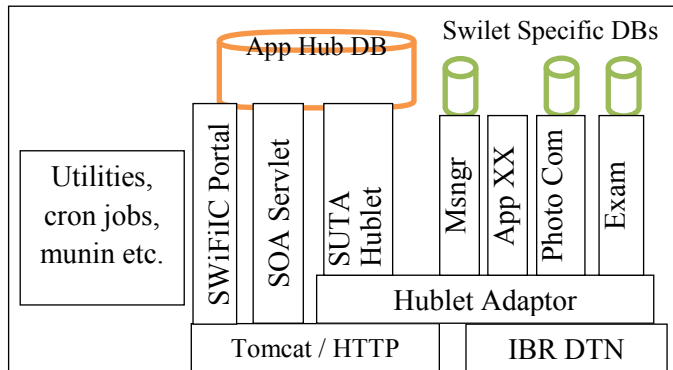 App Hub DB
Swilet Specific DBs
Utilities,
cron jobs,
munin etc.
SWiFiIC Portal
SOA Servlet
SUTA
Hublet
Msngr
App XX
Photo Com
Exam
Hublet Adaptor
Tomcat / HTTP
IBR DTN